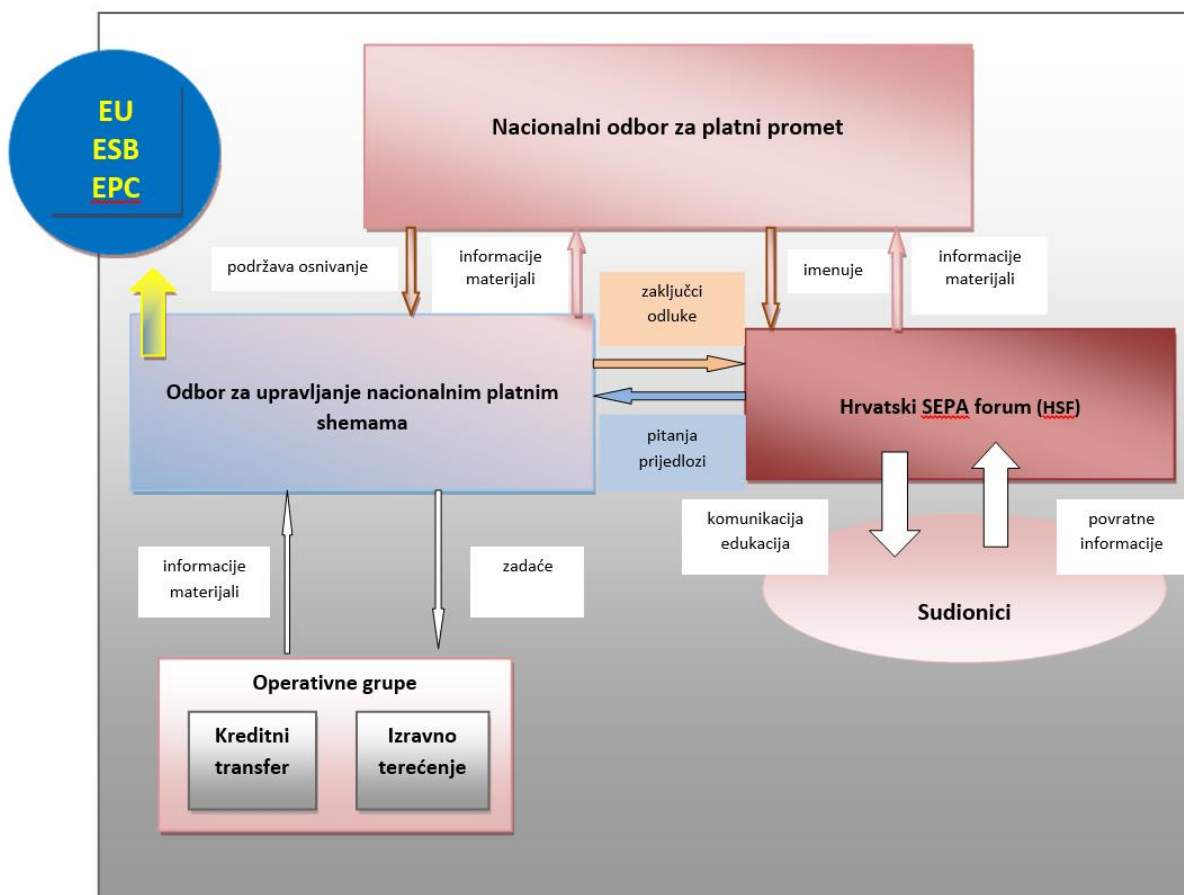 EU
ESB
EPC
Nacionalni odbor za platni promet
podržava osnivanje
informacije
materijali
imenuje
informacije
materijali
zaključci
odluke
Odbor za upravljanje nacionalnim platnim
shemama
Hrvatski SEPA forum (HSF)
pitanja
prijedlozi
informacije
materijali
zadaće
komunikacija
edukacija
povratne
informacije
Sudionici
Operativne grupe
Kreditni
transfer
Izravno
terećenje